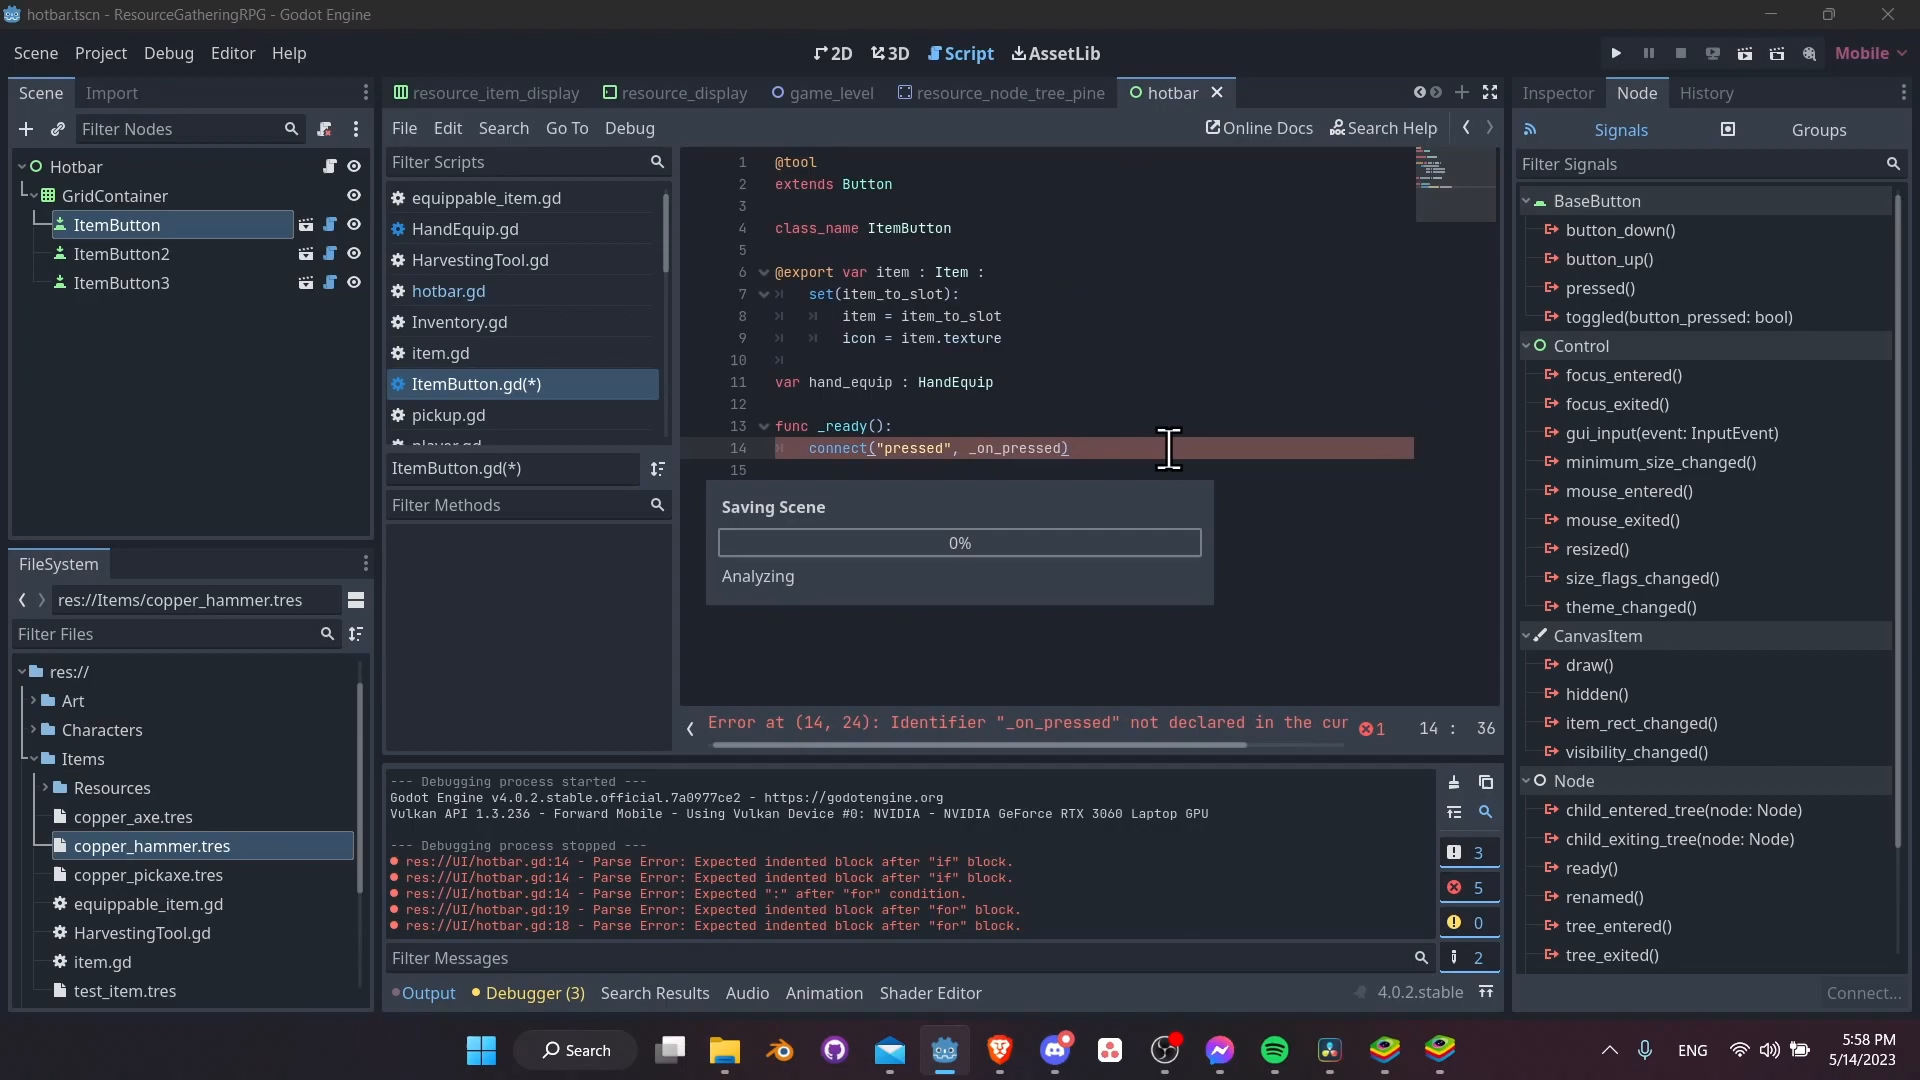 hotbar.tscn - ResourceGatheringRPG - Godot Engine
Scene Project Debug Editor Help
2D 3D Script AssetLib
Mobile
Scene Import
Filter Nodes
Hotbar
GridContainer
ItemButton
ItemButton2
ItemButton3
FileSystem
res://Items/copper_hammer.tres
Filter Files
res://
Art
Characters
Items
Resources
copper_axe.tres
copper_hammer.tres
copper_pickaxe.tres
equippable_item.gd
HarvestingTool.gd
item.gd
test_item.tres
resource_item_display resource_display game_level resource_node_tree_pine hotbar
File Edit Search Go To Debug
Online Docs Search Help
Filter Scripts
equippable_item.gd
HandEquip.gd
HarvestingTool.gd
hotbar.gd
Inventory.gd
item.gd
ItemButton.gd(*)
pickup.gd
player.gd
ItemButton.gd(*)
Filter Methods
1 @tool
2 extends Button
3
4 class_name ItemButton
5
6 @export var item : Item :
7 set(item_to_slot):
8 item = item_to_slot
9 icon = item.texture
10
11 var hand_equip : HandEquip
12
13 func _ready():
14 connect("pressed", _on_pressed)
15
Saving Scene
0%
Analyzing
Error at (14, 24): Identifier "_on_pressed" not declared in the cur
1 14 : 36
--- Debugging process started ---
Godot Engine v4.0.2.stable.official.7a0977ce2 - https://godotengine.org
Vulkan API 1.3.236 - Forward Mobile - Using Vulkan Device #0: NVIDIA - NVIDIA GeForce RTX 3060 Laptop GPU
--- Debugging process stopped ---
res://UI/hotbar.gd:14 - Parse Error: Expected indented block after "if" block.
res://UI/hotbar.gd:14 - Parse Error: Expected indented block after "if" block.
res://UI/hotbar.gd:14 - Parse Error: Expected ":" after "for" condition.
res://UI/hotbar.gd:19 - Parse Error: Expected indented block after "for" block.
res://UI/hotbar.gd:18 - Parse Error: Expected indented block after "for" block.
3
5
0
2
Filter Messages
Output Debugger (3) Search Results Audio Animation Shader Editor
4.0.2.stable
Inspector Node History
Signals Groups
Filter Signals
BaseButton
button_down()
button_up()
pressed()
toggled(button_pressed: bool)
Control
focus_entered()
focus_exited()
gui_input(event: InputEvent)
minimum_size_changed()
mouse_entered()
mouse_exited()
resized()
size_flags_changed()
theme_changed()
CanvasItem
draw()
hidden()
item_rect_changed()
visibility_changed()
Node
child_entered_tree(node: Node)
child_exiting_tree(node: Node)
ready()
renamed()
tree_entered()
tree_exited()
Connect...
Search
ENG
5:58 PM
5/14/2023